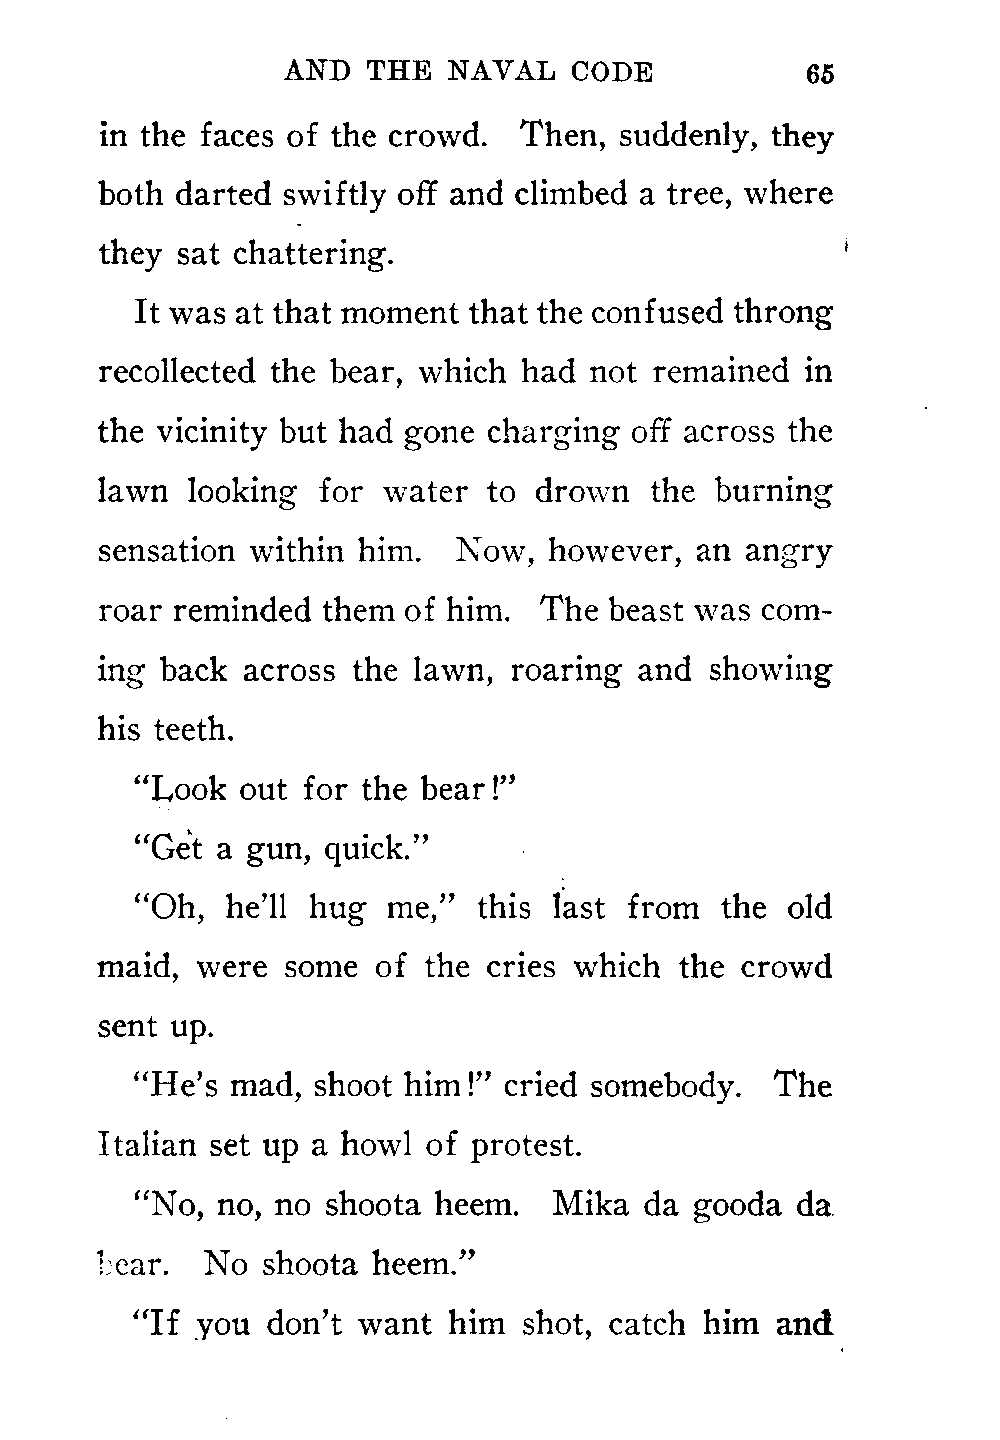 AND THE NAVAL CODE 65
in the faces of the crowd. Then, suddenly, they
both darted swiftly off and climbed a tree, where
they sat chattering.
It was at that moment that the confused throng
recollected the bear, which had not remained in
the vicinity but had gone charging off across the
lawn looking for water to drown the burning
sensation within him. Now, however, an angry
roar reminded them of him. The beast was com-
ing back across the lawn, roaring and showing
his teeth.
“Look out for the bear!”
“Get a gun, quick.”
“Oh, he’ll hug me,” this last from the old
maid, were some of the cries which the crowd
sent up.
“He’s mad, shoot him!” cried somebody. The
Italian set up a howl of protest.
“No, no, no shoota heem. Mika da gooda da
bear. No shoota heem.”
“If you don’t want him shot, catch him and